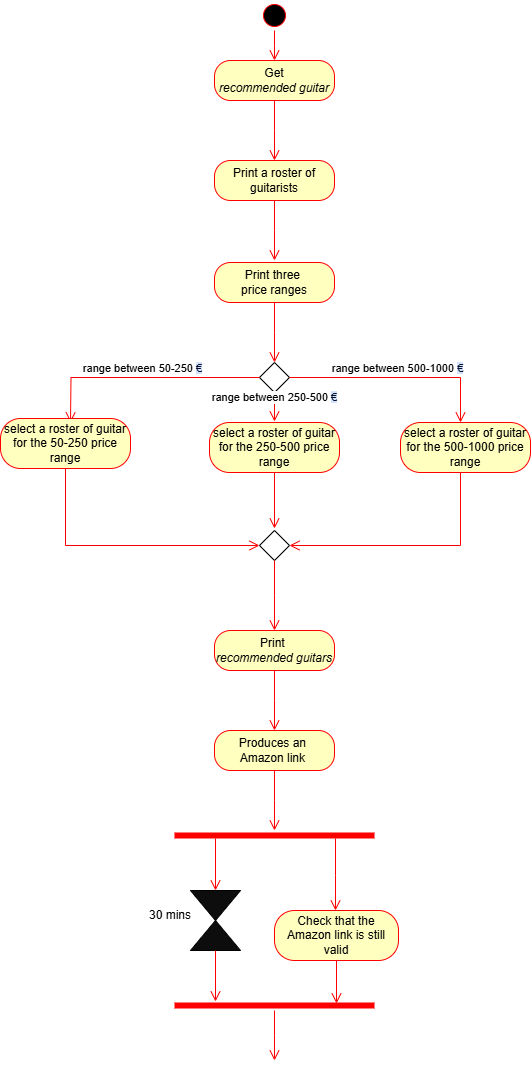 Get
recommended guitar
Print a roster of
guitarists
Print three
price ranges
range between 50-250 €
range between 500-1000 €
range between 250-500 €
select a roster of guitar
for the 50-250 price
range
select a roster of guitar
for the 250-500 price
range
select a roster of guitar
for the 500-1000 price
range
Print
recommended guitars
Produces an
Amazon link
30 mins
Check that the
Amazon link is still
valid